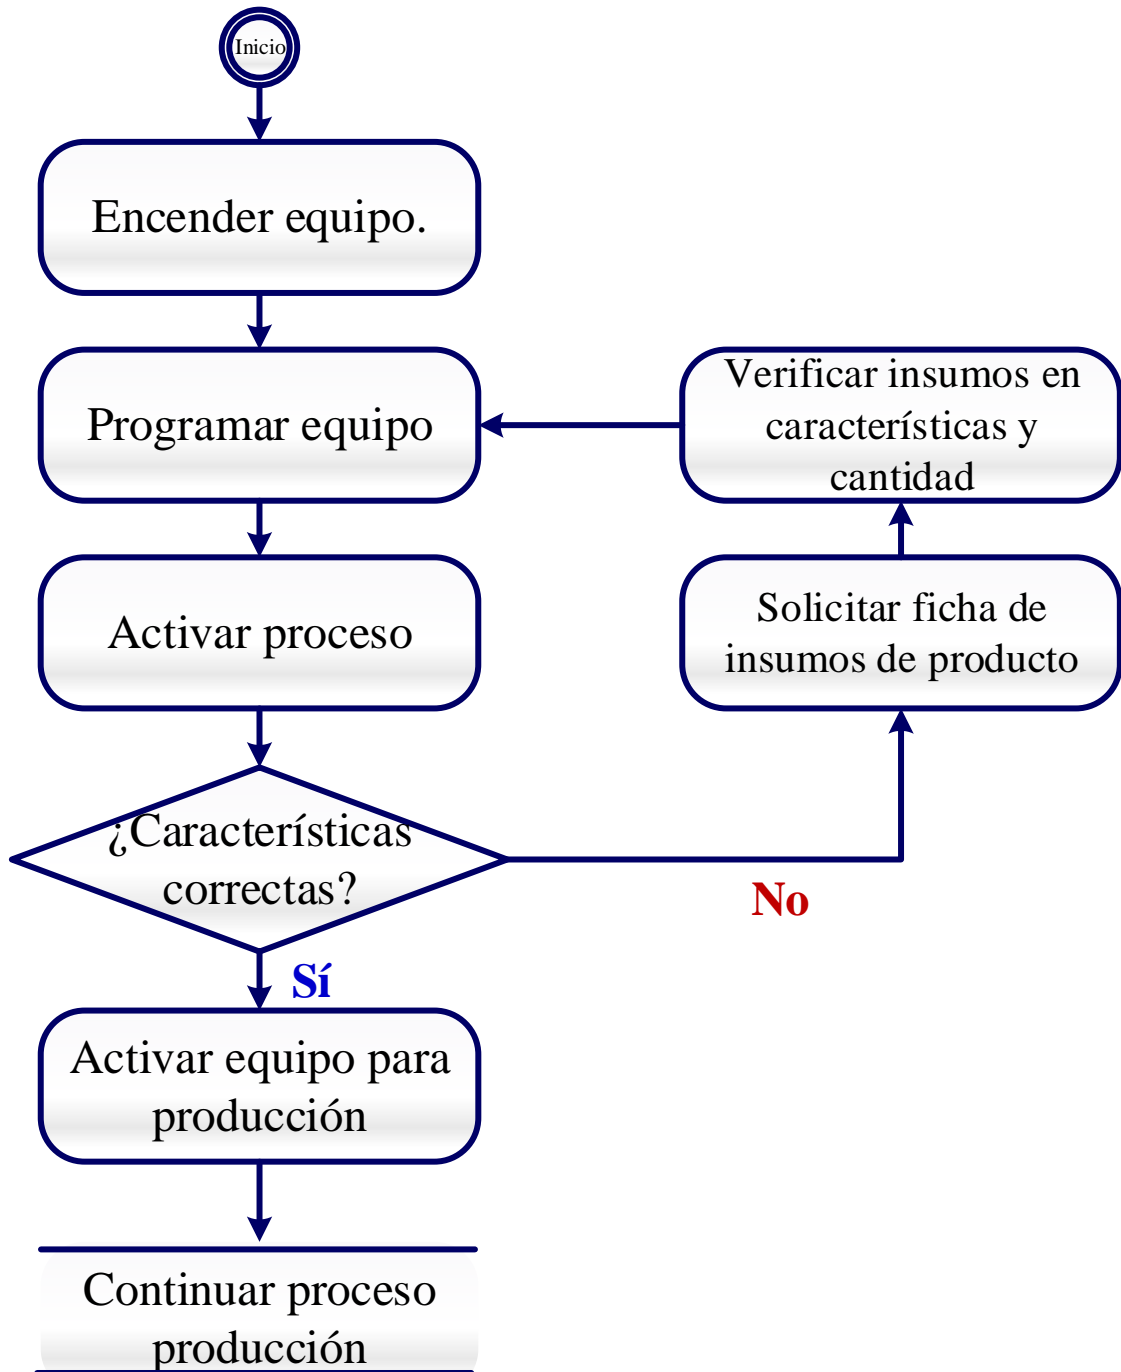 Inicio
Encender equipo.
Programar equipo
Verificar insumos en
características y
cantidad
Activar proceso
Solicitar ficha de
insumos de producto
¿Características
correctas?
No
Sí
Activar equipo para
producción
Continuar proceso
producción